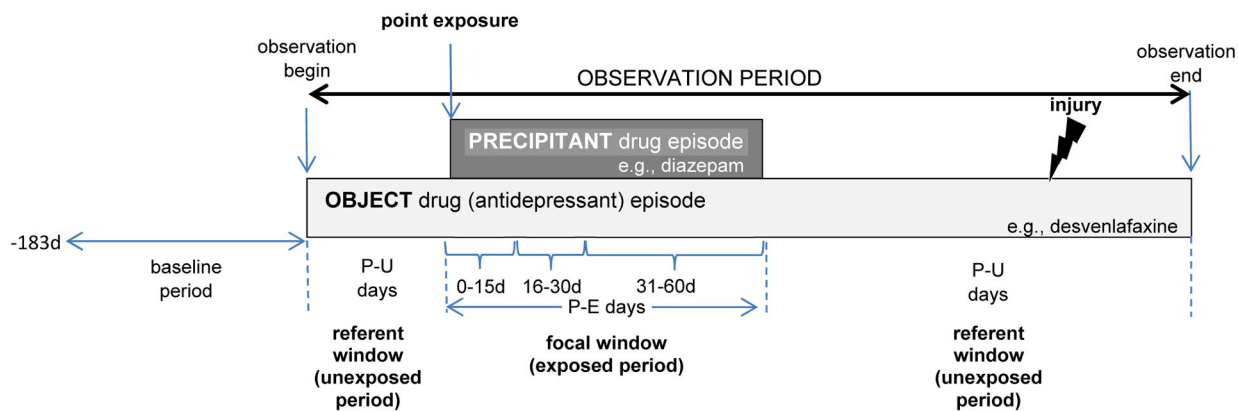 point exposure
observation
begin
observation
end
OBSERVATION PERIOD
injury
PRECIPITANT drug episode
e.g., diazepam
OBJECT drug (antidepressant) episode
e.g., desvenlafaxine
-183d
baseline
period
P-U
days
0-15d
16-30d
31-60d
P-E days
P-U
days
referent
window
(unexposed
period)
focal window
(exposed period)
referent
window
(unexposed
period)